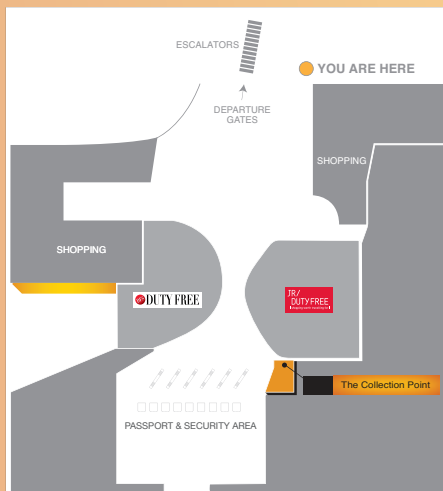 ESCALATORS
YOU ARE HERE
DEPARTURE
GATES
SHOPPING
SHOPPING
DUTY FREE
JR/
DUTY FREE
The Collection Point
PASSPORT & SECURITY AREA